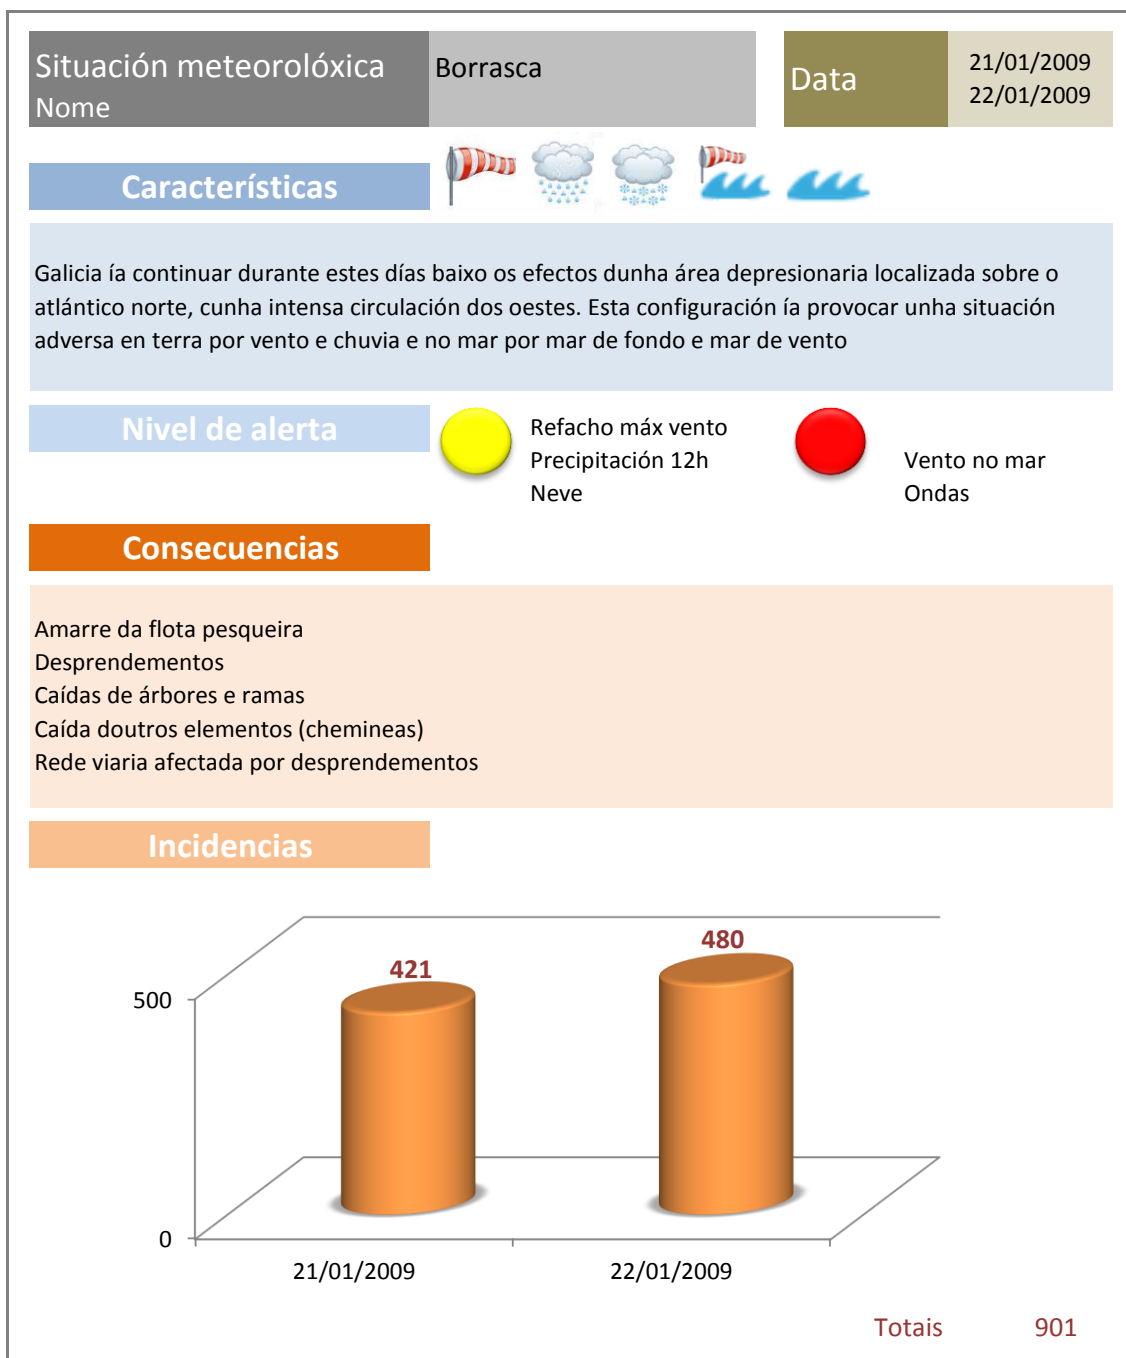 Situación meteorolóxica
Nome
Borrasca
Data
21/01/2009
22/01/2009
Características
Galicia ía continuar durante estes días baixo os efectos dunha área depresionaria localizada sobre o
atlántico norte, cunha intensa circulación dos oestes. Esta configuración ía provocar unha situación
adversa en terra por vento e chuvia e no mar por mar de fondo e mar de vento
Nivel de alerta
Refacho máx vento
Precipitación 12h
Neve
Vento no mar
Ondas
Consecuencias
Amarre da flota pesqueira
Desprendementos
Caídas de árbores e ramas
Caída doutros elementos (chemineas)
Rede viaria afectada por desprendementos
Incidencias
480
421
500
0
21/01/2009
22/01/2009
Totais 901